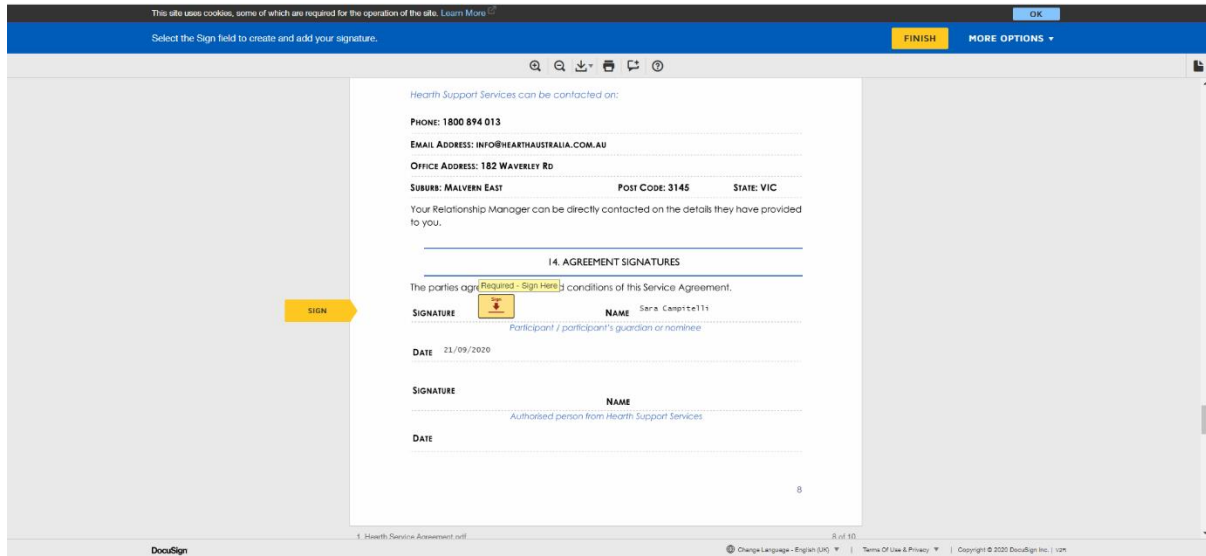 This site uses cookies, some of which are required for the operation of the site. Learn More
OK
Select the Sign field to create and add your signature.
FINISH
MORE OPTIONS
Hearth Support Services can be contacted on:
PHONE: 1800 894 013
EMAIL ADDRESS: INFO@HEARTHAUSTRALIA.COM.AU
OFFICE ADDRESS: 182 WAVERLEY RD
SUBURB: MALVERN EAST POST CODE: 3145 STATE: VIC
Your Relationship Manager can be directly contacted on the details they have provided
to you.
14. AGREEMENT SIGNATURES
Required - Sign Here
The parties agre d conditions of this Service Agreement.
SIGN
SIGNATURE Sign NAME Sara Campitelli
Participant / participant's guardian or nominee
DATE 21/09/2020
SIGNATURE
NAME
Authorised person from Hearth Support Services
DATE
8
1. Hearth Service Agreement.pdf 8 of 10
DocuSign Change Language - English (UK) | Terms Of Use & Privacy | Copyright © 2020 DocuSign Inc. | V2R